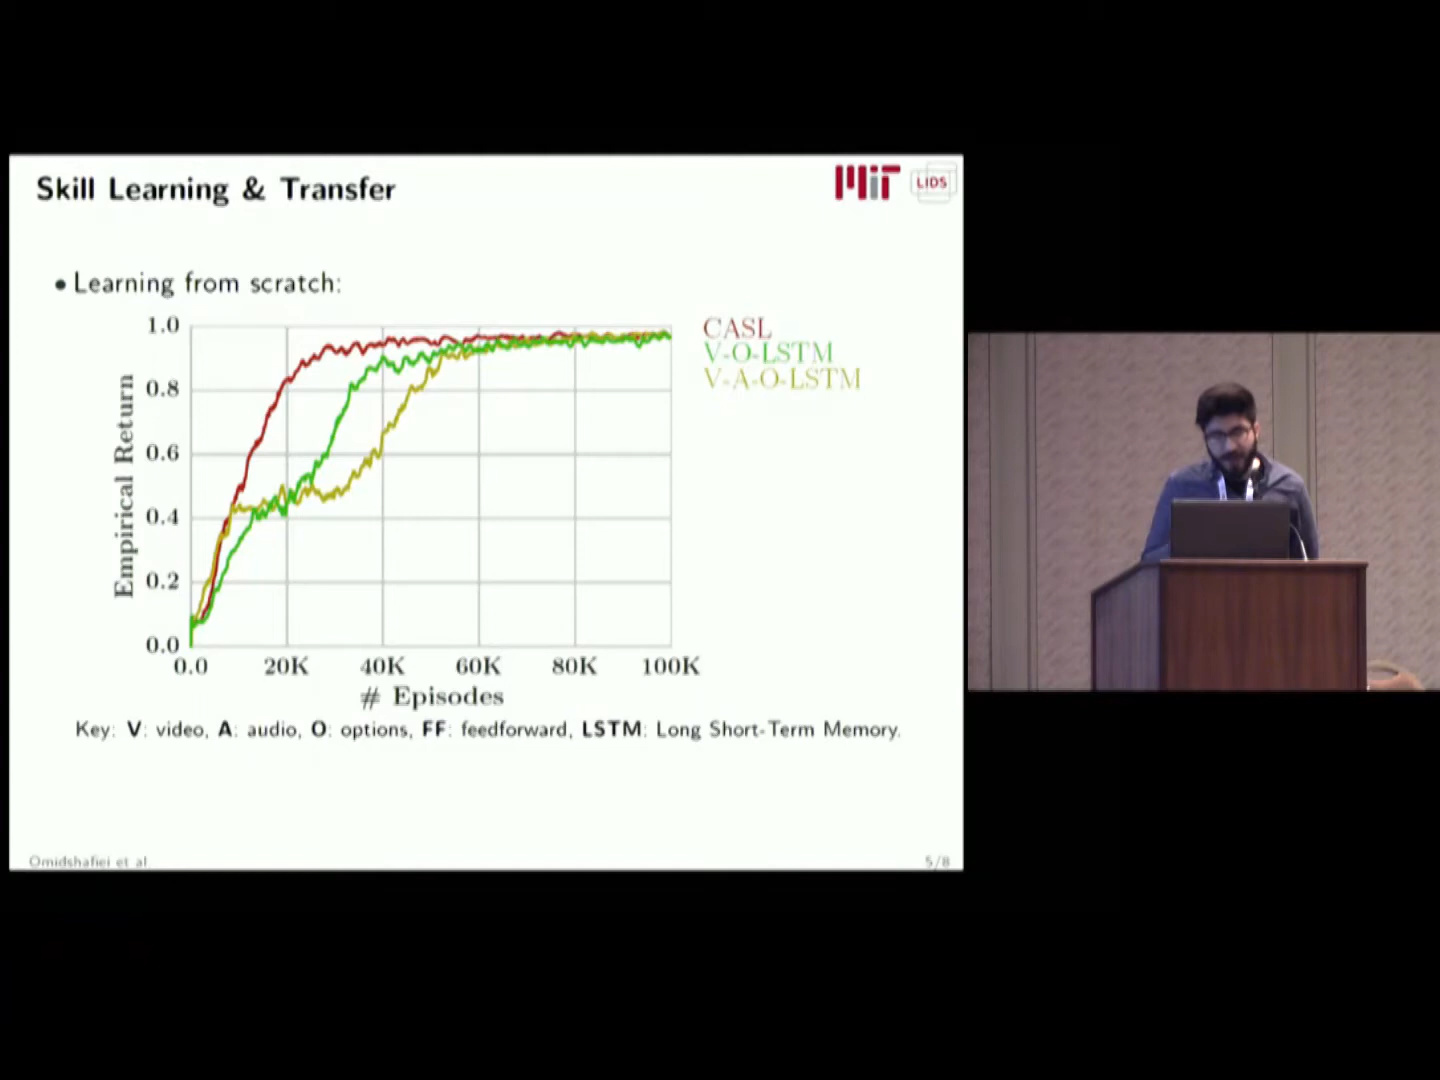 Skill Learning & Transfer
MIT
LIDS
• Learning from scratch:
1.0
0.8
0.6
0.4
0.2
0.0
Empirical Return
0.0 20K 40K 60K 80K 100K
# Episodes
CASL
V-O-LSTM
V-A-O-LSTM
Key: V: video, A: audio, O: options, FF: feedforward, LSTM: Long Short-Term Memory.
Omidshafiei et al
5/8